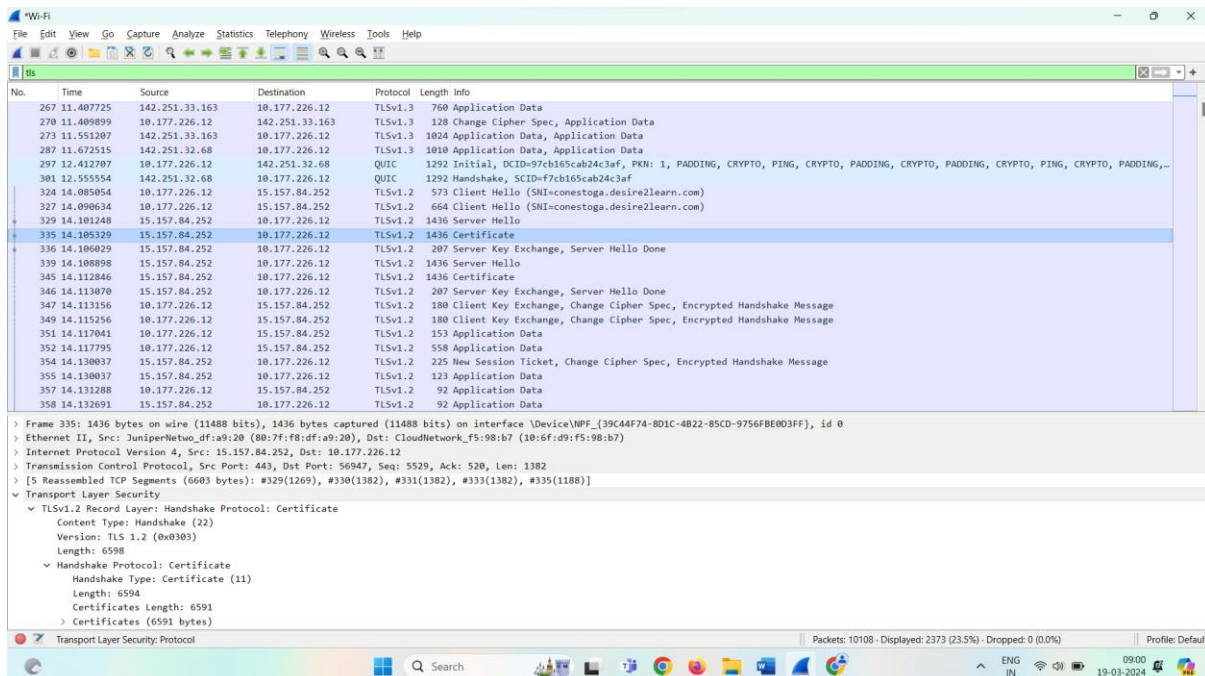 *Wi-Fi
File Edit View Go Capture Analyze Statistics Telephony Wireless Tools Help
tls
No. Time Source Destination Protocol Length Info
267 11.407725 142.251.33.163 10.177.226.12 TLSv1.3 760 Application Data
270 11.409899 10.177.226.12 142.251.33.163 TLSv1.3 128 Change Cipher Spec, Application Data
273 11.551207 142.251.33.163 10.177.226.12 TLSv1.3 1024 Application Data, Application Data
287 11.672515 142.251.32.68 10.177.226.12 TLSv1.3 1010 Application Data, Application Data
297 12.412707 10.177.226.12 142.251.32.68 QUIC 1292 Initial, DCID=97cb165cab24c3af, PKN: 1, PADDING, CRYPTO, PING, CRYPTO, PADDING, CRYPTO, PADDING, CRYPTO, PING, CRYPTO, PADDING,…
301 12.555554 142.251.32.68 10.177.226.12 QUIC 1292 Handshake, SCID=f7cb165cab24c3af
324 14.085054 10.177.226.12 15.157.84.252 TLSv1.2 573 Client Hello (SNI=conestoga.desire2learn.com)
327 14.090634 10.177.226.12 15.157.84.252 TLSv1.2 664 Client Hello (SNI=conestoga.desire2learn.com)
329 14.101248 15.157.84.252 10.177.226.12 TLSv1.2 1436 Server Hello
335 14.105329 15.157.84.252 10.177.226.12 TLSv1.2 1436 Certificate
336 14.106029 15.157.84.252 10.177.226.12 TLSv1.2 207 Server Key Exchange, Server Hello Done
339 14.108898 15.157.84.252 10.177.226.12 TLSv1.2 1436 Server Hello
345 14.112846 15.157.84.252 10.177.226.12 TLSv1.2 1436 Certificate
346 14.113070 15.157.84.252 10.177.226.12 TLSv1.2 207 Server Key Exchange, Server Hello Done
347 14.113156 10.177.226.12 15.157.84.252 TLSv1.2 180 Client Key Exchange, Change Cipher Spec, Encrypted Handshake Message
349 14.115256 10.177.226.12 15.157.84.252 TLSv1.2 180 Client Key Exchange, Change Cipher Spec, Encrypted Handshake Message
351 14.117041 10.177.226.12 15.157.84.252 TLSv1.2 153 Application Data
352 14.117795 10.177.226.12 15.157.84.252 TLSv1.2 558 Application Data
354 14.130037 15.157.84.252 10.177.226.12 TLSv1.2 225 New Session Ticket, Change Cipher Spec, Encrypted Handshake Message
355 14.130037 15.157.84.252 10.177.226.12 TLSv1.2 123 Application Data
357 14.131288 10.177.226.12 15.157.84.252 TLSv1.2 92 Application Data
358 14.132691 15.157.84.252 10.177.226.12 TLSv1.2 92 Application Data
Frame 335: 1436 bytes on wire (11488 bits), 1436 bytes captured (11488 bits) on interface \Device\NPF_{39C44F74-8D1C-4B22-85CD-9756FBE0D3FF}, id 0
Ethernet II, Src: JuniperNetwo_df:a9:20 (80:7f:f8:df:a9:20), Dst: CloudNetwork_f5:98:b7 (10:6f:d9:f5:98:b7)
Internet Protocol Version 4, Src: 15.157.84.252, Dst: 10.177.226.12
Transmission Control Protocol, Src Port: 443, Dst Port: 56947, Seq: 5529, Ack: 520, Len: 1382
[5 Reassembled TCP Segments (6603 bytes): #329(1269), #330(1382), #331(1382), #333(1382), #335(1188)]
Transport Layer Security
TLSv1.2 Record Layer: Handshake Protocol: Certificate
Content Type: Handshake (22)
Version: TLS 1.2 (0x0303)
Length: 6598
Handshake Protocol: Certificate
Handshake Type: Certificate (11)
Length: 6594
Certificates Length: 6591
Certificates (6591 bytes)
Transport Layer Security: Protocol Packets: 10108 · Displayed: 2373 (23.5%) · Dropped: 0 (0.0%) Profile: Defaul
Search ENG 09:00
IN 19-03-2024